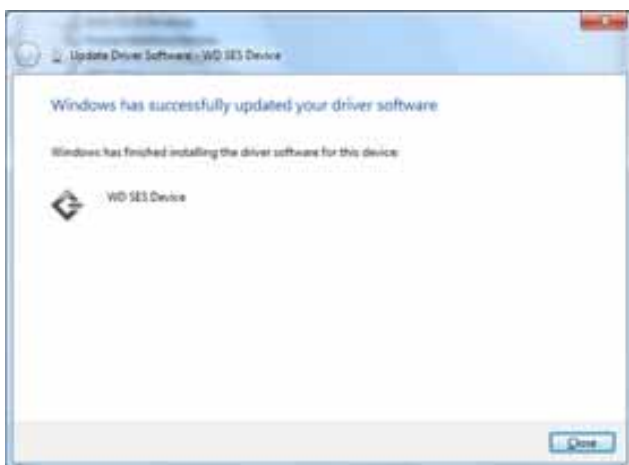 Update Driver Software - WD SES Device
Windows has successfully updated your driver software
Windows has finished installing the driver software for this device:
WD SES Device
Close